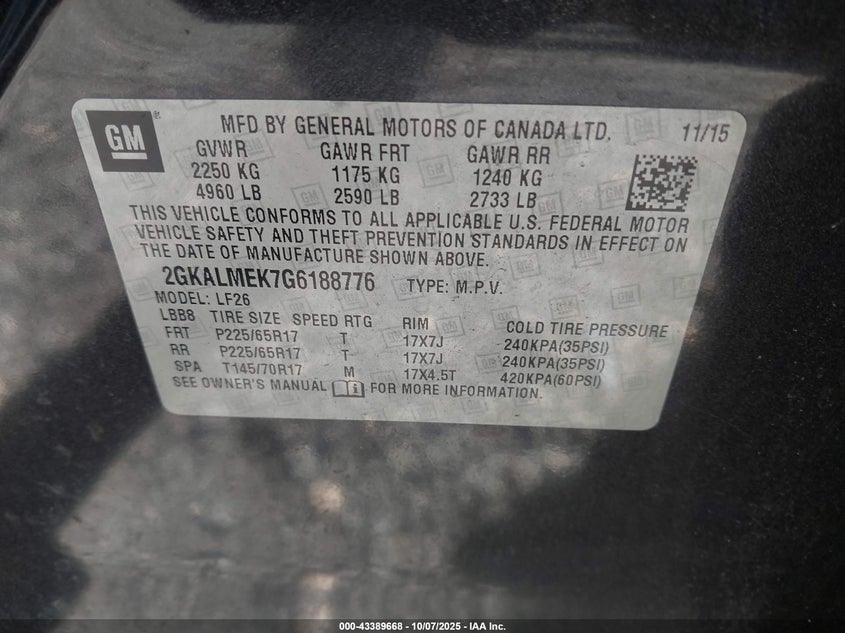 GM
MFD BY GENERAL MOTORS OF CANADA LTD. 11/15
GVWR GAWR FRT GAWR RR
2250 KG 1175 KG 1240 KG
4960 LB 2590 LB 2733 LB
THIS VEHICLE CONFORMS TO ALL APPLICABLE U.S. FEDERAL MOTOR
VEHICLE SAFETY AND THEFT PREVENTION STANDARDS IN EFFECT ON
THE DATE OF MANUFACTURE SHOWN ABOVE.
2GKALMEK7G6188776 TYPE: M.P.V.
MODEL: LF26
LBB8 TIRE SIZE SPEED RTG RIM COLD TIRE PRESSURE
FRT P225/65R17 T 17X7J 240KPA(35PSI)
RR P225/65R17 T 17X7J 240KPA(35PSI)
SPA T145/70R17 M 17X4.5T 420KPA(60PSI)
SEE OWNER'S MANUAL i FOR MORE INFORMATION.
000-43389668 - 10/07/2025 - IAA Inc.